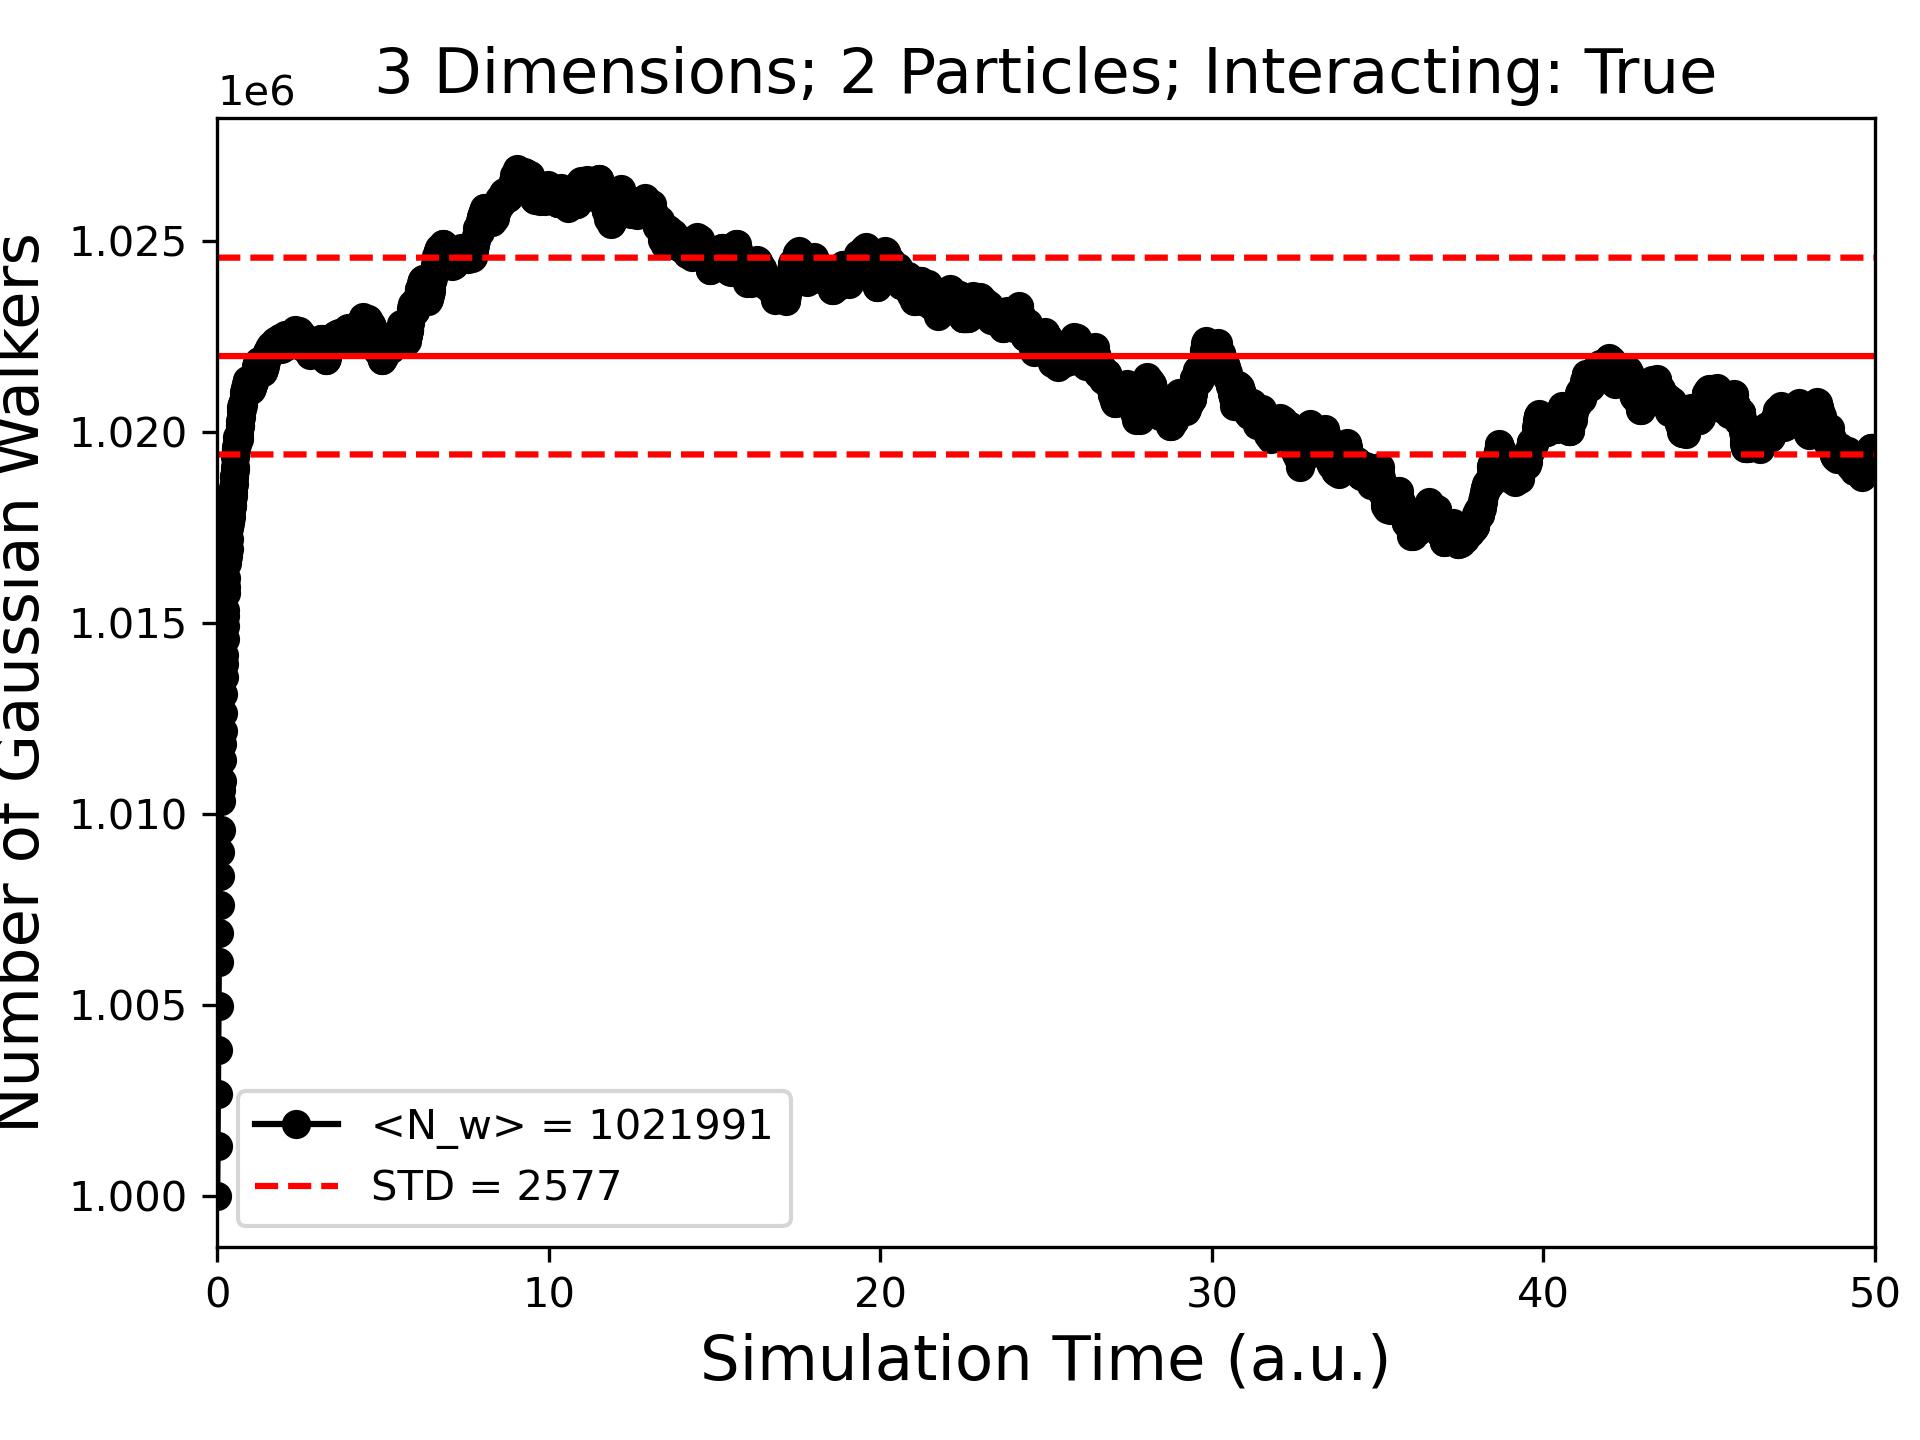 3 Dimensions; 2 Particles; Interacting: True
1e6
Number of Gaussian Walkers
1.025
1.020
1.015
1.010
1.005
1.000
<N_w> = 1021991
STD = 2577
0 10 20 30 40 50
Simulation Time (a.u.)